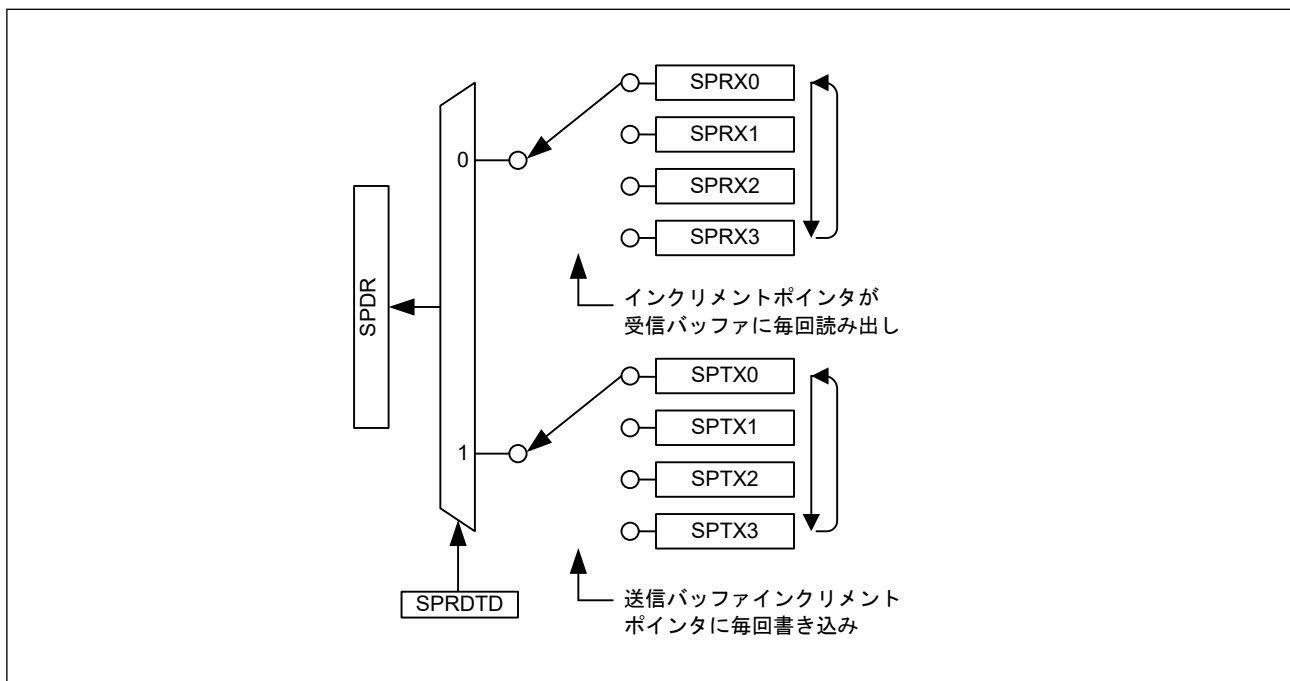 SPRX0
SPRX1
0
SPRX2
SPRX3
SPDR
インクリメントポインタが
受信バッファに毎回読み出し
SPTX0
SPTX1
1
SPTX2
SPTX3
SPRDTD
送信バッファインクリメント
ポインタに毎回書き込み